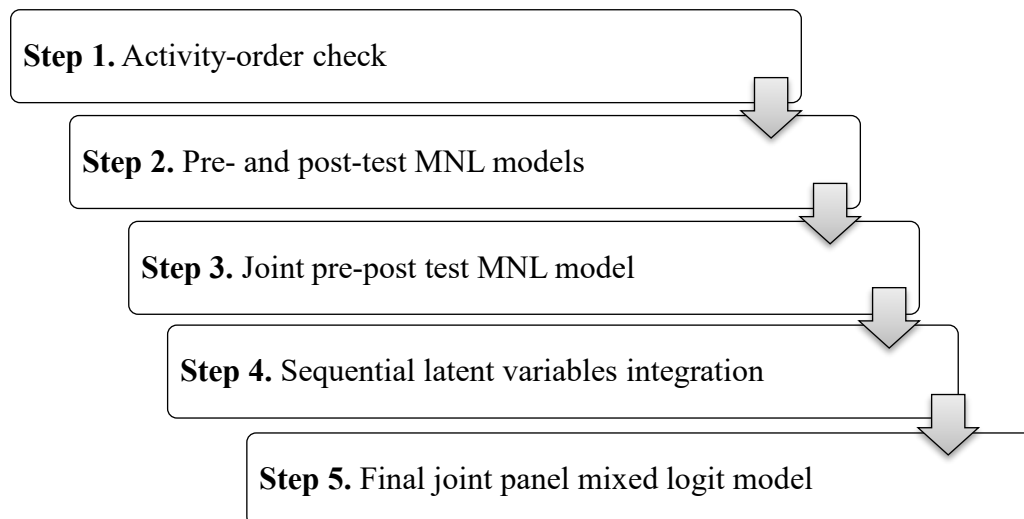 Step 1. Activity-order check
Step 2. Pre- and post-test MNL models
Step 3. Joint pre-post test MNL model
Step 4. Sequential latent variables integration
Step 5. Final joint panel mixed logit model